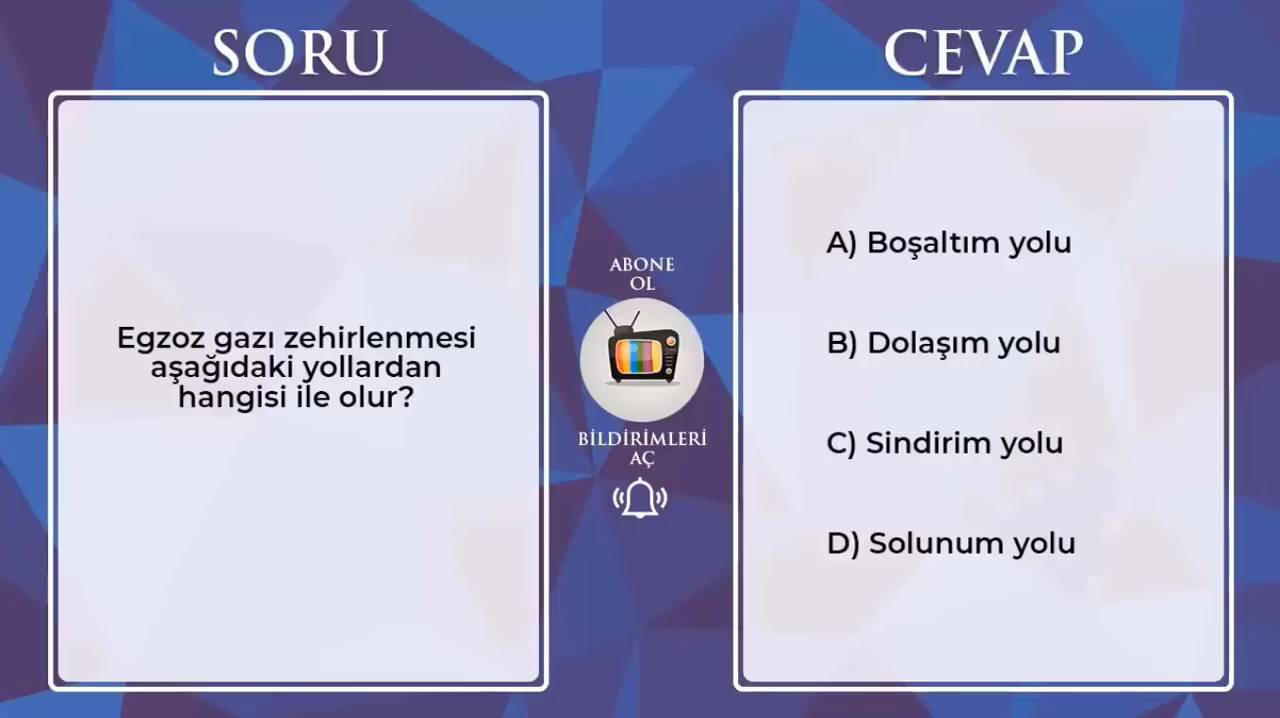 SORU
CEVAP
Egzoz gazı zehirlenmesi
aşağıdaki yollardan
hangisi ile olur?
ABONE
OL
BİLDİRİMLERİ
AÇ
A) Boşaltım yolu
B) Dolaşım yolu
C) Sindirim yolu
D) Solunum yolu